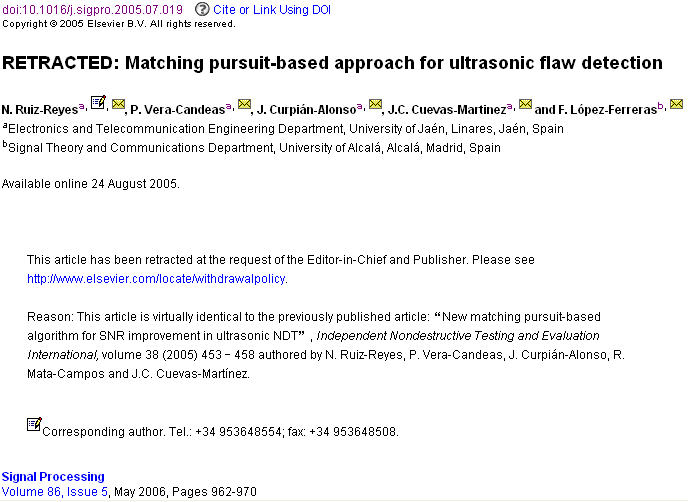 doi:10.1016/j.sigpro.2005.07.019 Cite or Link Using DOI
Copyright © 2005 Elsevier B.V. All rights reserved.
RETRACTED: Matching pursuit-based approach for ultrasonic flaw detection
N. Ruiz-Reyesa, , , P. Vera-Candeasa, , J. Curpián-Alonsoa, , J.C. Cuevas-Martineza, and F. López-Ferrerasb,
aElectronics and Telecommunication Engineering Department, University of Jaén, Linares, Jaén, Spain
bSignal Theory and Communications Department, University of Alcalá, Alcalá, Madrid, Spain
Available online 24 August 2005.
This article has been retracted at the request of the Editor-in-Chief and Publisher. Please see
http://www.elsevier.com/locate/withdrawalpolicy.
Reason: This article is virtually identical to the previously published article: “New matching pursuit-based
algorithm for SNR improvement in ultrasonic NDT”, Independent Nondestructive Testing and Evaluation
International, volume 38 (2005) 453 – 458 authored by N. Ruiz-Reyes, P. Vera-Candeas, J. Curpián-Alonso, R.
Mata-Campos and J.C. Cuevas-Martínez.
Corresponding author. Tel.: +34 953648554; fax: +34 953648508.
Signal Processing
Volume 86, Issue 5, May 2006, Pages 962-970